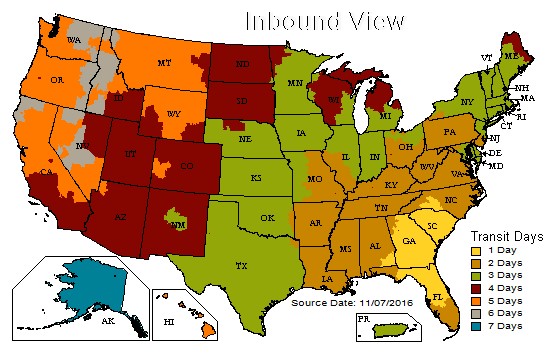 Inbound View
WA
OR
MT
ND
MN
SD
WI
MI
VT
ME
NH
MA
NY
RI
CT
ID
WY
NE
IA
PA
NJ
DE
MD
NV
UT
CO
KS
MO
IL
IN
OH
WV
VA
KY
CA
AZ
NM
OK
AR
TN
NC
SC
TX
LA
MS
AL
GA
FL
AK
HI
PR
Source Date: 11/07/2016
Transit Days
1 Day
2 Days
3 Days
4 Days
5 Days
6 Days
7 Days